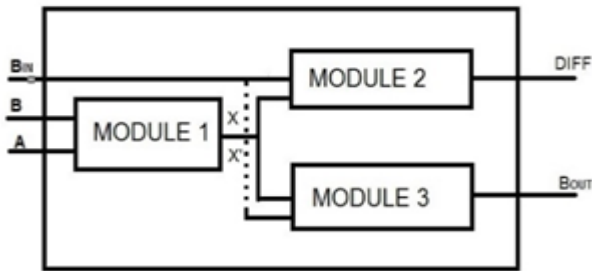 BIN
DIFF
MODULE 2
B
MODULE 1
X
A
X'
MODULE 3
BOUT